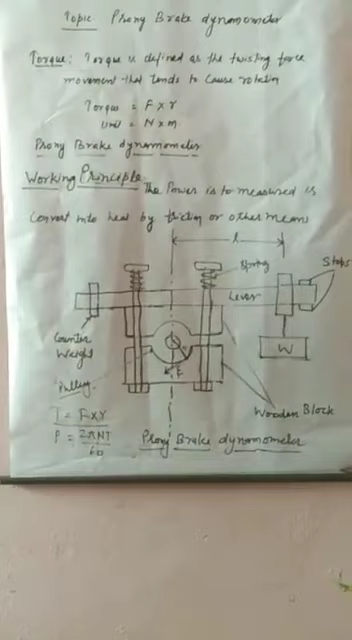 Topic Prony Brake dynamometer
Torque: Torque is defined as the twisting force
movement that tends to cause rotation
Torque = F x r
Unit = N x m
Prony Brake dynamometer
Working Principle The Power is to measured is
Convert into heat by friction or other means
l
Spring
Stops
Lever
Counter
Weight
W
Pulley
F
Wooden Block
T = F x r
P = 2πNT
60
Prony Brake dynamometer